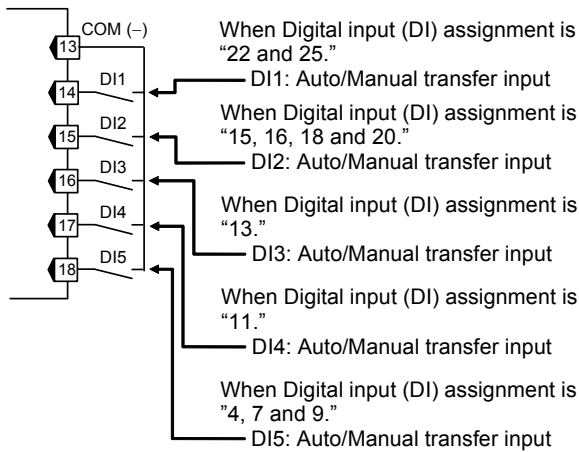 COM (−)
13
DI1
14
DI2
15
DI3
16
DI4
17
DI5
18
When Digital input (DI) assignment is
“22 and 25.”
DI1: Auto/Manual transfer input
When Digital input (DI) assignment is
“15, 16, 18 and 20.”
DI2: Auto/Manual transfer input
When Digital input (DI) assignment is
“13.”
DI3: Auto/Manual transfer input
When Digital input (DI) assignment is
“11.”
DI4: Auto/Manual transfer input
When Digital input (DI) assignment is
”4, 7 and 9.”
DI5: Auto/Manual transfer input